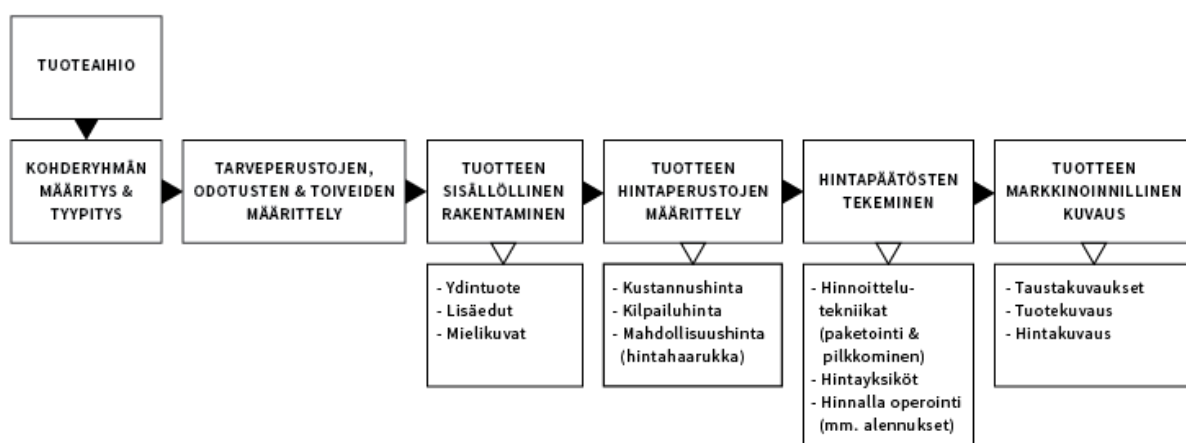 TUOTEAIHIO
KOHDERYHMÄN
MÄÄRITYS &
TYYPITYS
TARVEPERUSTOJEN,
ODOTUSTEN & TOIVEIDEN
MÄÄRITTELY
TUOTTEEN
SISÄLLÖLLINEN
RAKENTAMINEN
TUOTTEEN
HINTAPERUSTOJEN
MÄÄRITTELY
HINTAPÄÄTÖSTEN
TEKEMINEN
TUOTTEEN
MARKKINOINNILLINEN
KUVAUS
- Ydintuote
- Lisäedut
- Mielikuvat
- Kustannushinta
- Kilpailuhinta
- Mahdollisuushinta
(hintahaarukka)
- Hinnoittelu-
tekniikat
(paketointi &
pilkkominen)
- Hintayksiköt
- Hinnalla operointi
(mm. alennukset)
- Taustakuvaukset
- Tuotekuvaus
- Hintakuvaus